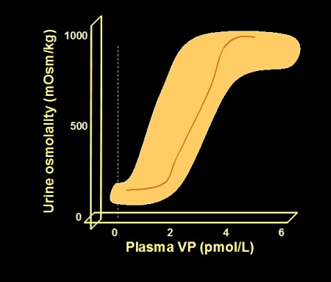 Urine osmolality (mOsm/kg)
1000
500
0
0 2 4 6
Plasma VP (pmol/L)